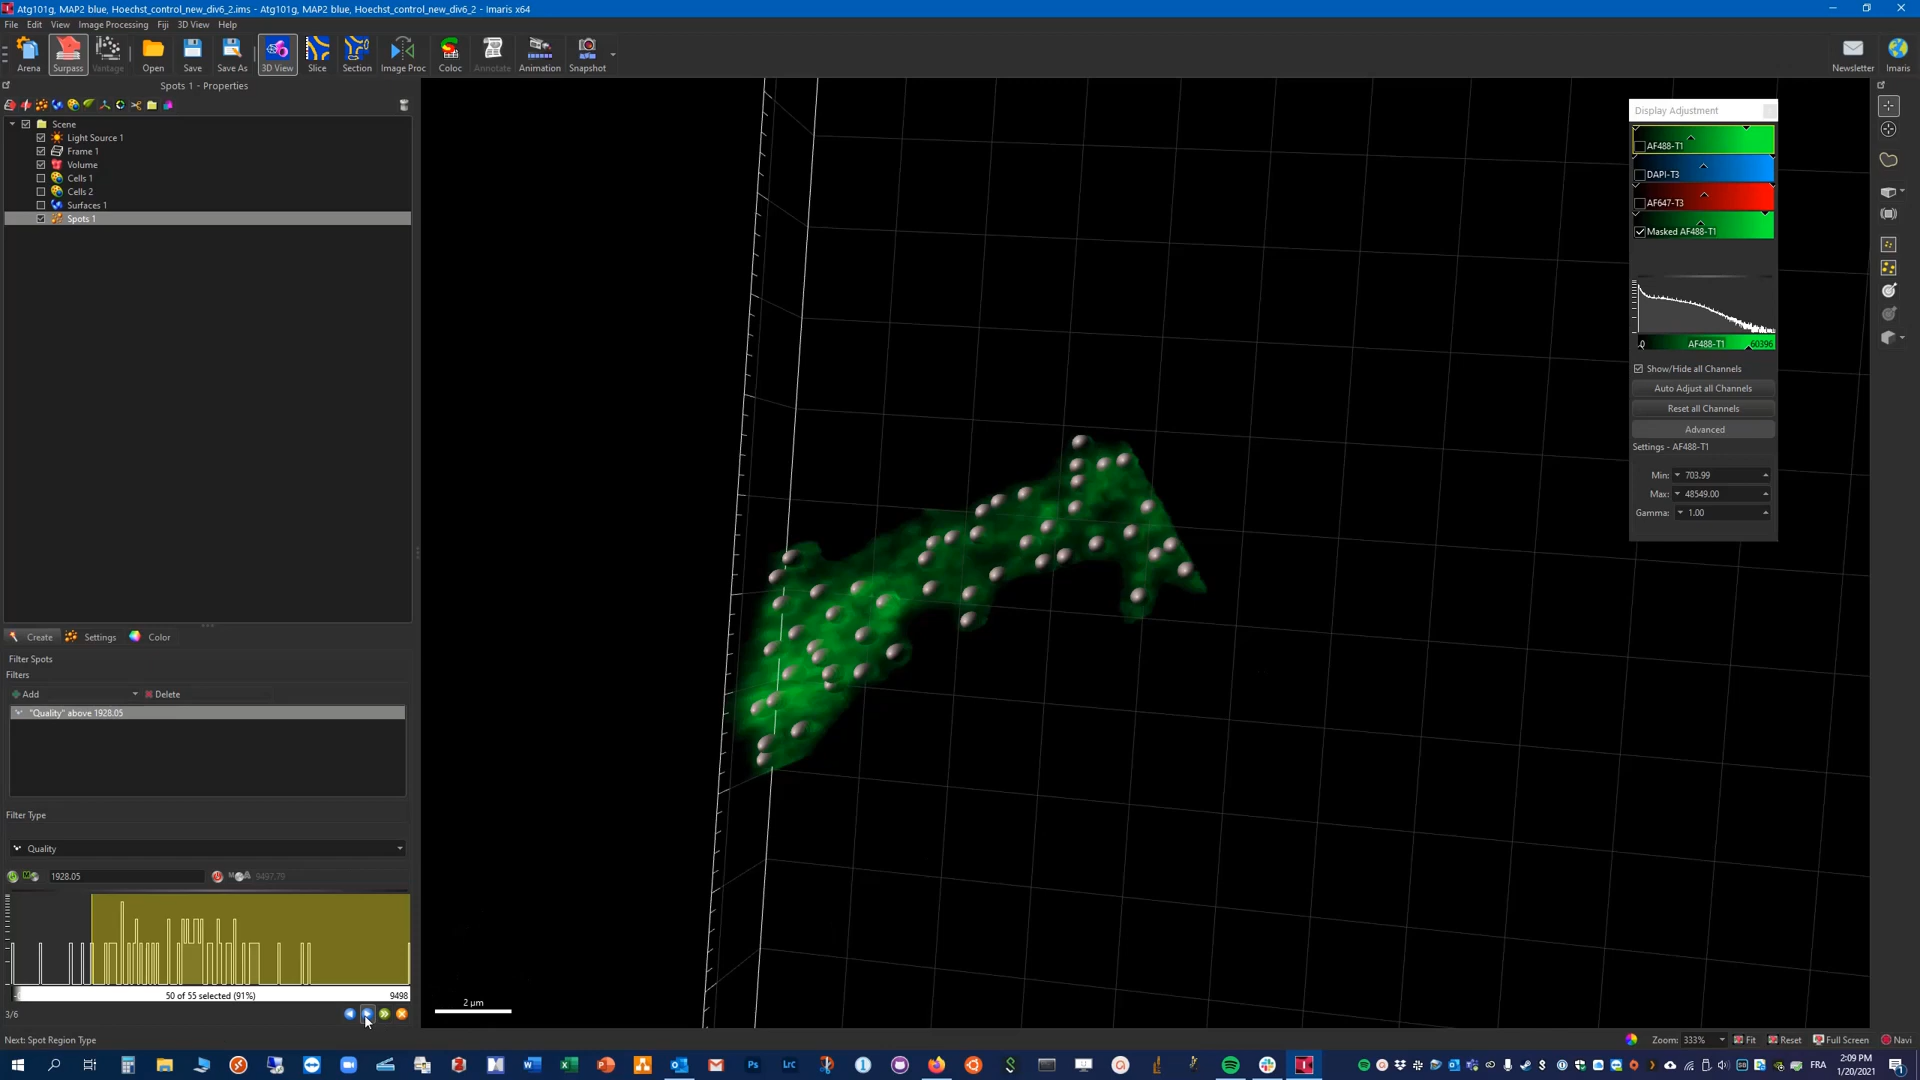 Atg101g, MAP2 blue, Hoechst_control_new_div6_2.ims - Atg101g, MAP2 blue, Hoechst_control_new_div6_2 - Imaris x64
File Edit View Image Processing Fiji 3D View Help
Arena Surpass Vantage Open Save Save As 3D View Slice Section Image Proc Coloc Annotate Animation Snapshot Newsletter Imaris
Spots 1 - Properties
Scene
Light Source 1
Frame 1
Volume
Cells 1
Cells 2
Surfaces 1
Spots 1
Display Adjustment
AF488-T1
DAPI-T3
AF647-T3
Masked AF488-T1
0 AF488-T1 60396
Show/Hide all Channels
Auto Adjust all Channels
Reset all Channels
Advanced
Settings - AF488-T1
Min: 703.99
Max: 48549.00
Gamma: 1.00
Create Settings Color
Filter Spots
Filters
Add Delete
"Quality" above 1928.05
Filter Type
Quality
1928.05 9497.79
50 of 55 selected (91%) 9498
3/6
2 µm
Next: Spot Region Type
Zoom: 333% Fit Reset Full Screen Navi
Ps Lrc
FRA 2:09 PM
1/20/2021